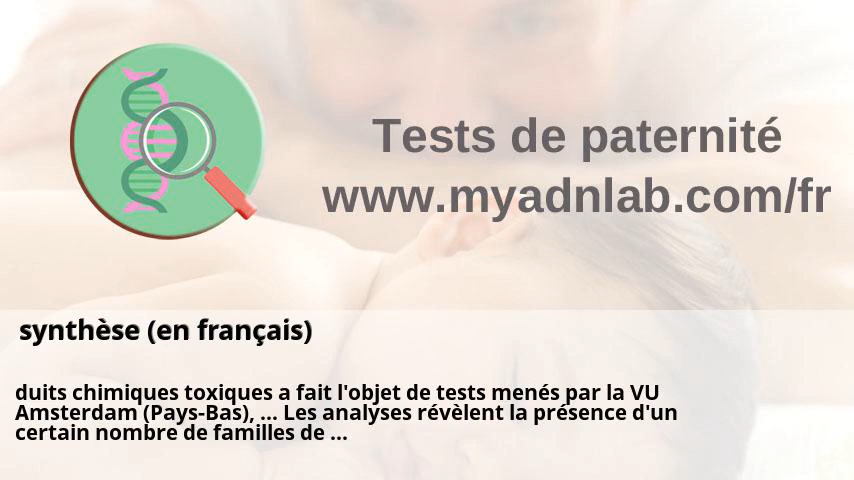 Tests de paternité
www.myadnlab.com/fr
synthèse (en français)
duits chimiques toxiques a fait l'objet de tests menés par la VU
Amsterdam (Pays-Bas), ... Les analyses révèlent la présence d'un
certain nombre de familles de ...